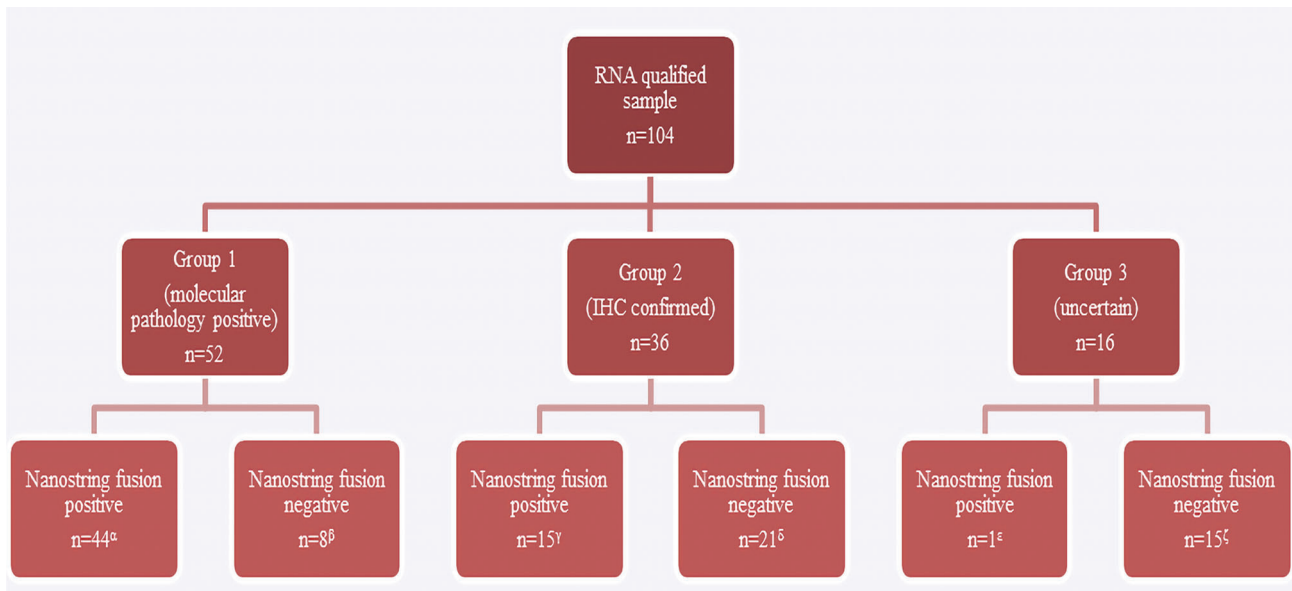 RNA qualified
sample
n=104
Group 1
(molecular
pathology positive)
n=52
Group 2
(IHC confirmed)
n=36
Group 3
(uncertain)
n=16
Nanostring fusion
positive
n=44α
Nanostring fusion
negative
n=8β
Nanostring fusion
positive
n=15γ
Nanostring fusion
negative
n=21δ
Nanostring fusion
positive
n=1ε
Nanostring fusion
negative
n=15ζ